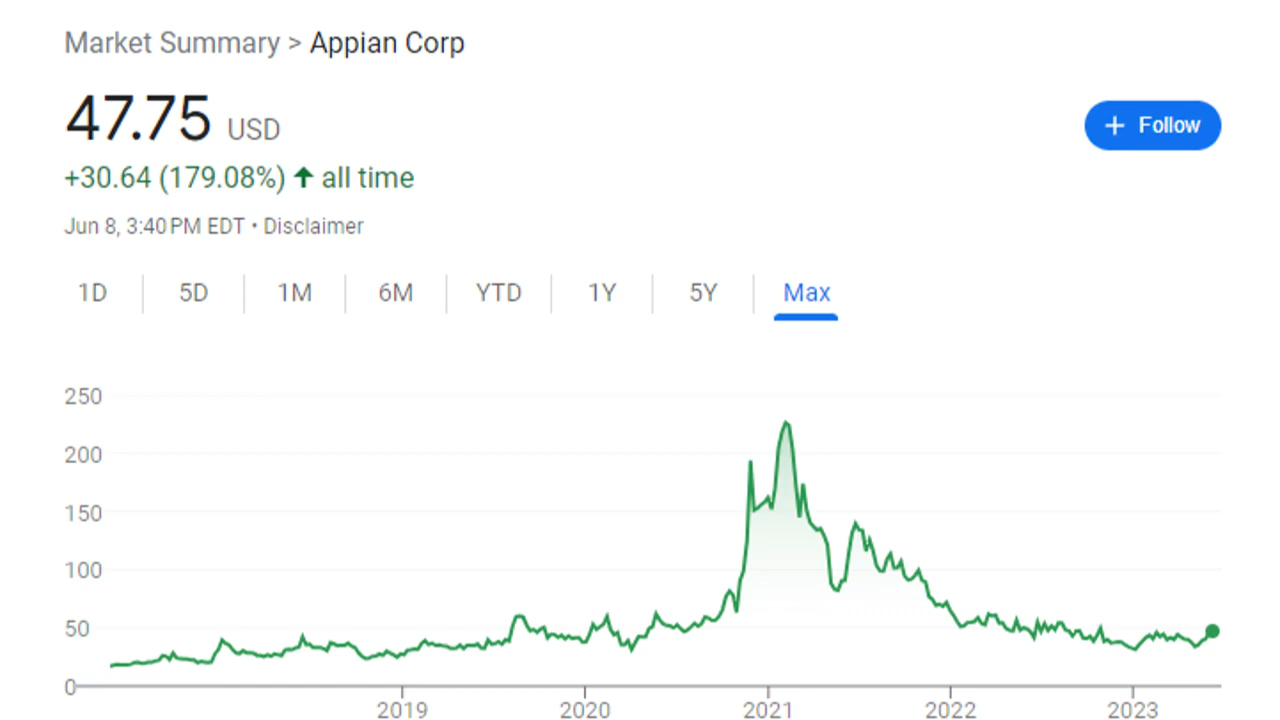 Market Summary > Appian Corp
47.75 USD
+ Follow
+30.64 (179.08%) ↑ all time
Jun 8, 3:40 PM EDT • Disclaimer
1D 5D 1M 6M YTD 1Y 5Y Max
250
200
150
100
50
0
2019 2020 2021 2022 2023